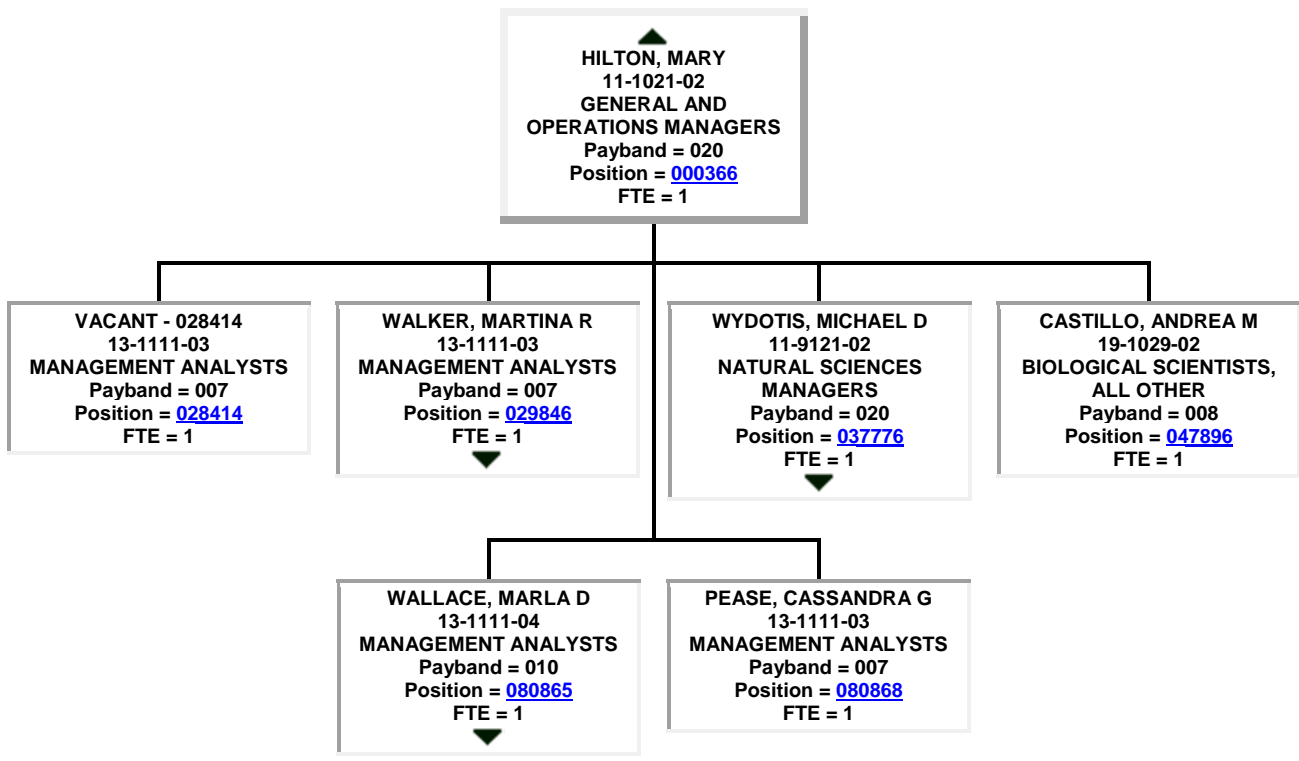 HILTON, MARY
11-1021-02
GENERAL AND
OPERATIONS MANAGERS
Payband = 020
Position = 000366
FTE = 1
VACANT - 028414
13-1111-03
MANAGEMENT ANALYSTS
Payband = 007
Position = 028414
FTE = 1
WALKER, MARTINA R
13-1111-03
MANAGEMENT ANALYSTS
Payband = 007
Position = 029846
FTE = 1
WYDOTIS, MICHAEL D
11-9121-02
NATURAL SCIENCES
MANAGERS
Payband = 020
Position = 037776
FTE = 1
CASTILLO, ANDREA M
19-1029-02
BIOLOGICAL SCIENTISTS,
ALL OTHER
Payband = 008
Position = 047896
FTE = 1
WALLACE, MARLA D
13-1111-04
MANAGEMENT ANALYSTS
Payband = 010
Position = 080865
FTE = 1
PEASE, CASSANDRA G
13-1111-03
MANAGEMENT ANALYSTS
Payband = 007
Position = 080868
FTE = 1